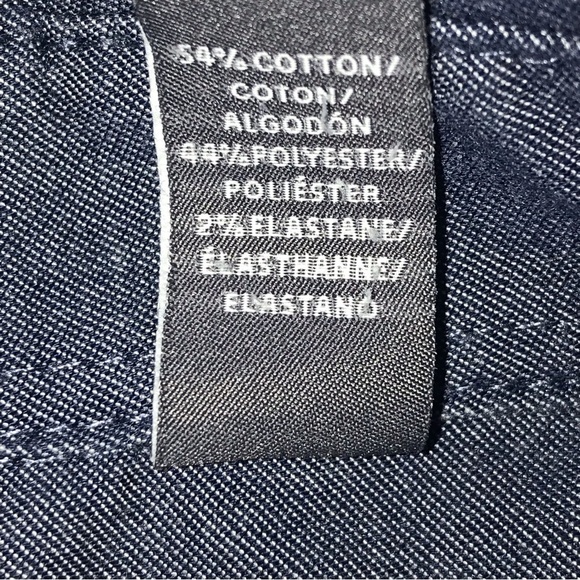 54% COTTON/
COTON/
ALGODÓN
44% POLYESTER/
POLIÉSTER
2% ELASTANE/
ÉLASTHANNE/
ELASTANO